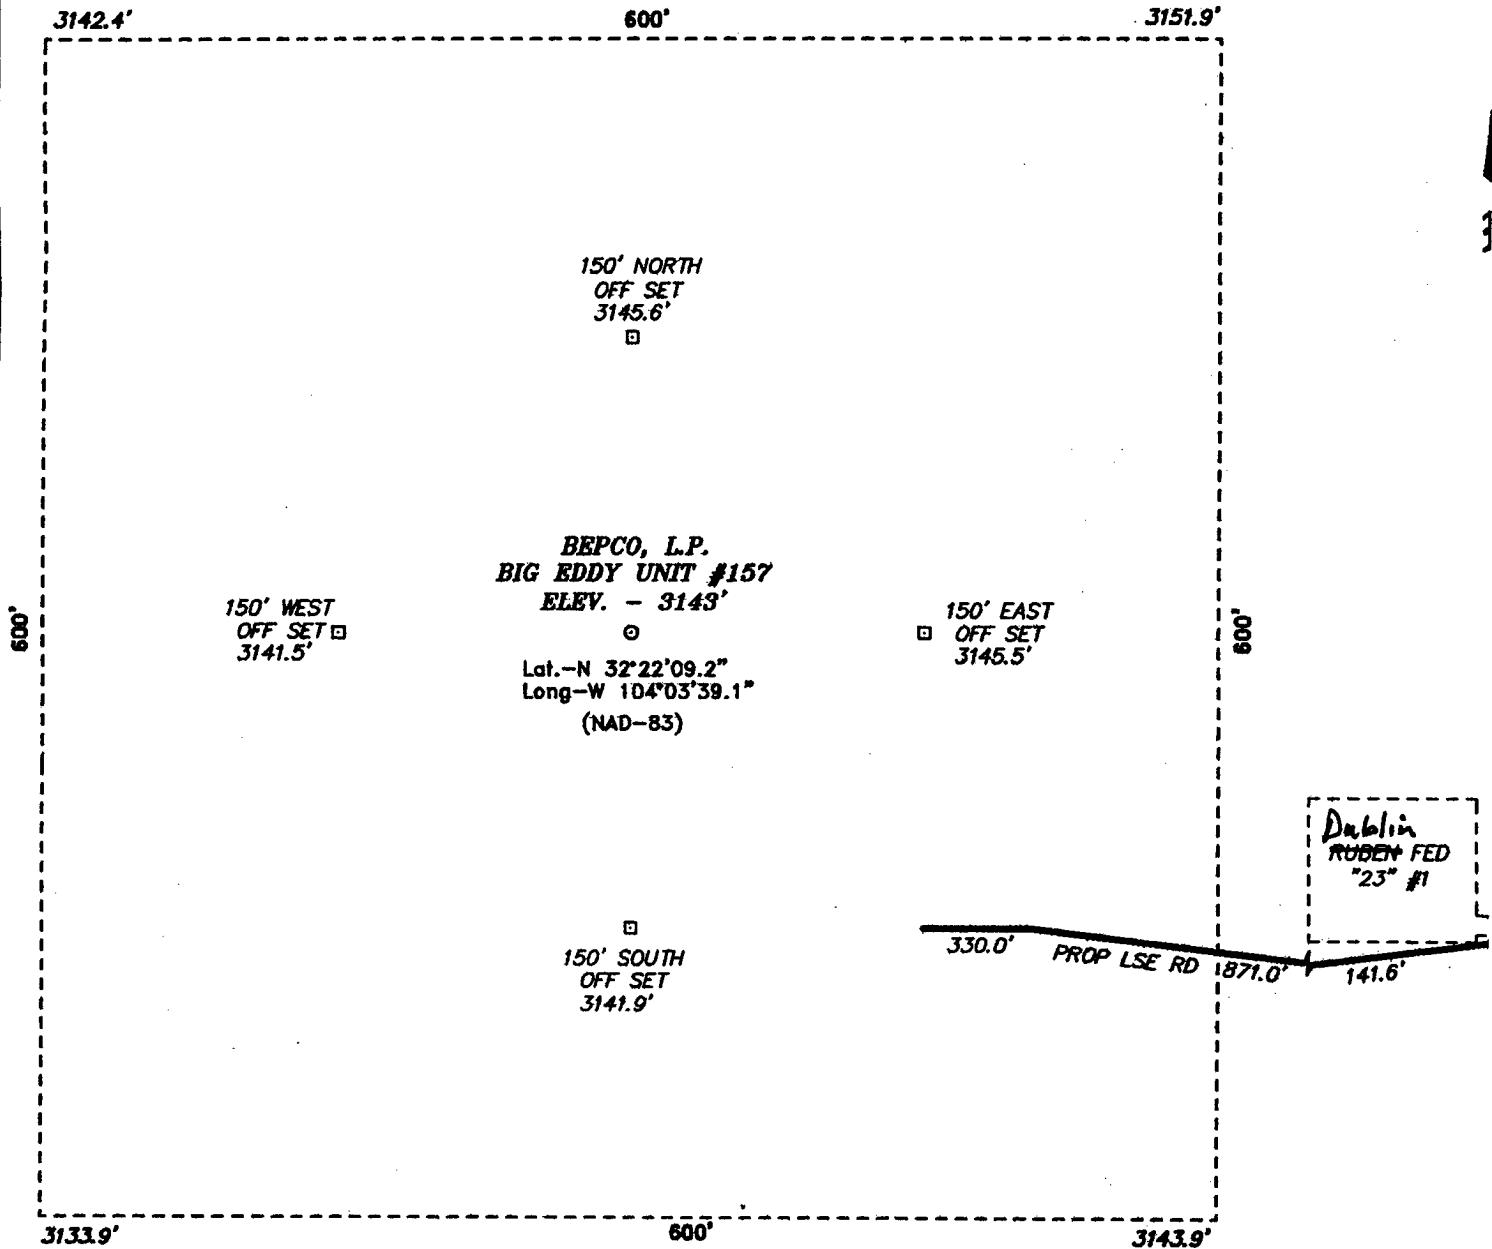 3142.4' 600' 3151.9'
150' NORTH
OFF SET
3145.6'
BEPCO, L.P.
BIG EDDY UNIT #157
ELEV. - 3143'
150' WEST
OFF SET
3141.5'
600'
150' EAST
OFF SET
3145.5'
600'
Lat.-N 32°22'09.2"
Long-W 104°03'39.1"
(NAD-83)
Dublin
RUBEN FED
"23" #1
330.0' PROP LSE RD 871.0' 141.6'
150' SOUTH
OFF SET
3141.9'
3133.9' 600' 3143.9'